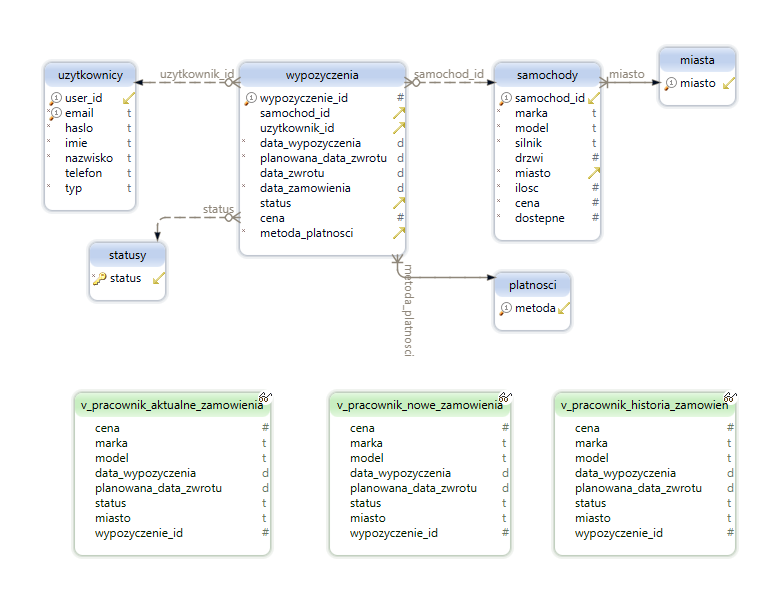 miasta
miasto
uzytkownicy
user_id
email t
haslo t
imie t
nazwisko t
telefon t
typ t
uzytkownik_id
wypozyczenia
wypozyczenie_id #
samochod_id
uzytkownik_id
data_wypozyczenia d
planowana_data_zwrotu d
data_zwrotu d
data_zamowienia d
status
cena #
metoda_platnosci
samochod_id
samochody
samochod_id
marka t
model t
silnik t
drzwi #
miasto
ilosc #
cena #
dostepne #
miasto
status
statusy
status
metoda_platnosci
platnosci
metoda
v_pracownik_aktualne_zamowienia
cena #
marka t
model t
data_wypozyczenia d
planowana_data_zwrotu d
status t
miasto t
wypozyczenie_id #
v_pracownik_nowe_zamowienia
cena #
marka t
model t
data_wypozyczenia d
planowana_data_zwrotu d
status t
miasto t
wypozyczenie_id #
v_pracownik_historia_zamowien
cena #
marka t
model t
data_wypozyczenia d
planowana_data_zwrotu d
status t
miasto t
wypozyczenie_id #